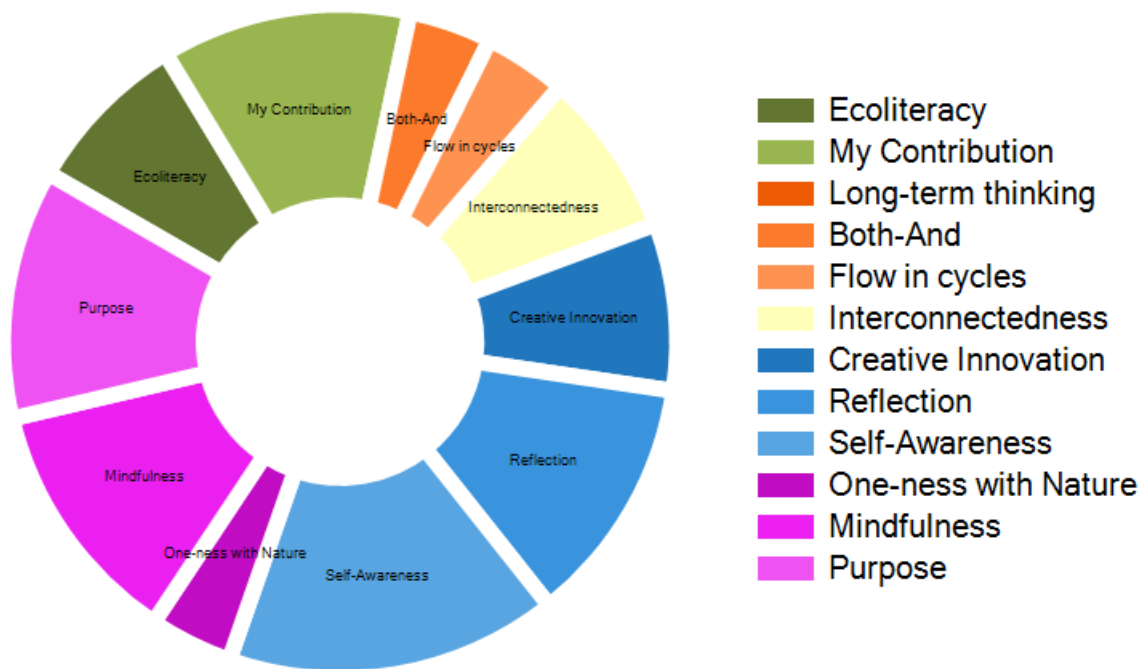 My Contribution
Both-And
Flow in cycles
Ecoliteracy
Interconnectedness
Purpose
Creative Innovation
Mindfulness
Reflection
One-ness with Nature
Self-Awareness
Ecoliteracy
My Contribution
Long-term thinking
Both-And
Flow in cycles
Interconnectedness
Creative Innovation
Reflection
Self-Awareness
One-ness with Nature
Mindfulness
Purpose